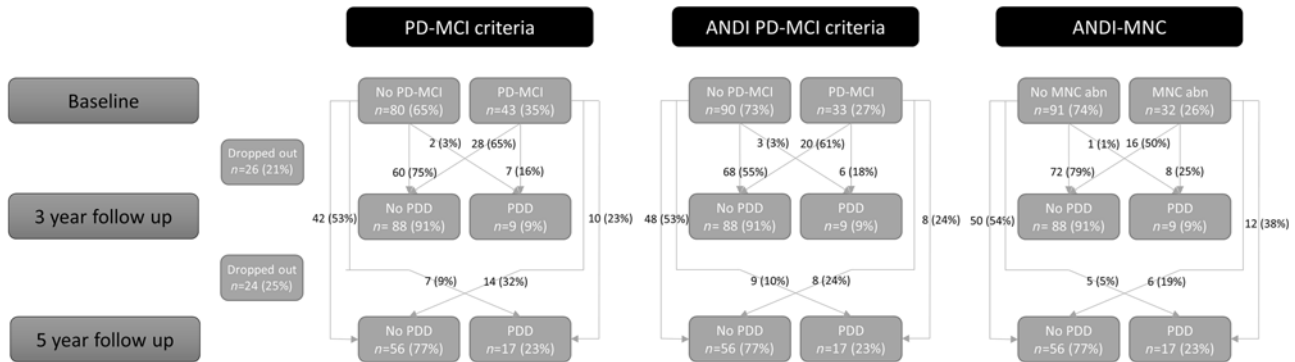 PD-MCI criteria
ANDI PD-MCI criteria
ANDI-MNC
Baseline
No PD-MCI
n=80 (65%)
PD-MCI
n=43 (35%)
No PD-MCI
n=90 (73%)
PD-MCI
n=33 (27%)
No MNC abn
n=91 (74%)
MNC abn
n=32 (26%)
Dropped out
n=26 (21%)
2 (3%)
28 (65%)
60 (75%)
7 (16%)
3 (3%)
20 (61%)
68 (55%)
6 (18%)
1 (1%)
16 (50%)
72 (79%)
8 (25%)
3 year follow up
42 (53%)
No PDD
n= 88 (91%)
PDD
n=9 (9%)
10 (23%)
48 (53%)
No PDD
n= 88 (91%)
PDD
n=9 (9%)
8 (24%)
50 (54%)
No PDD
n= 88 (91%)
PDD
n=9 (9%)
12 (38%)
Dropped out
n=24 (25%)
7 (9%)
14 (32%)
9 (10%)
8 (24%)
5 (5%)
6 (19%)
5 year follow up
No PDD
n=56 (77%)
PDD
n=17 (23%)
No PDD
n=56 (77%)
PDD
n=17 (23%)
No PDD
n=56 (77%)
PDD
n=17 (23%)